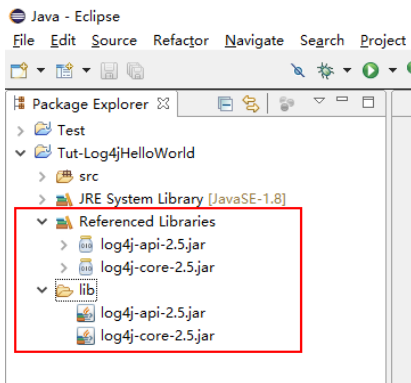 Java - Eclipse
File Edit Source Refactor Navigate Search Project
Package Explorer
Test
Tut-Log4jHelloWorld
src
JRE System Library [JavaSE-1.8]
Referenced Libraries
log4j-api-2.5.jar
log4j-core-2.5.jar
lib
log4j-api-2.5.jar
log4j-core-2.5.jar